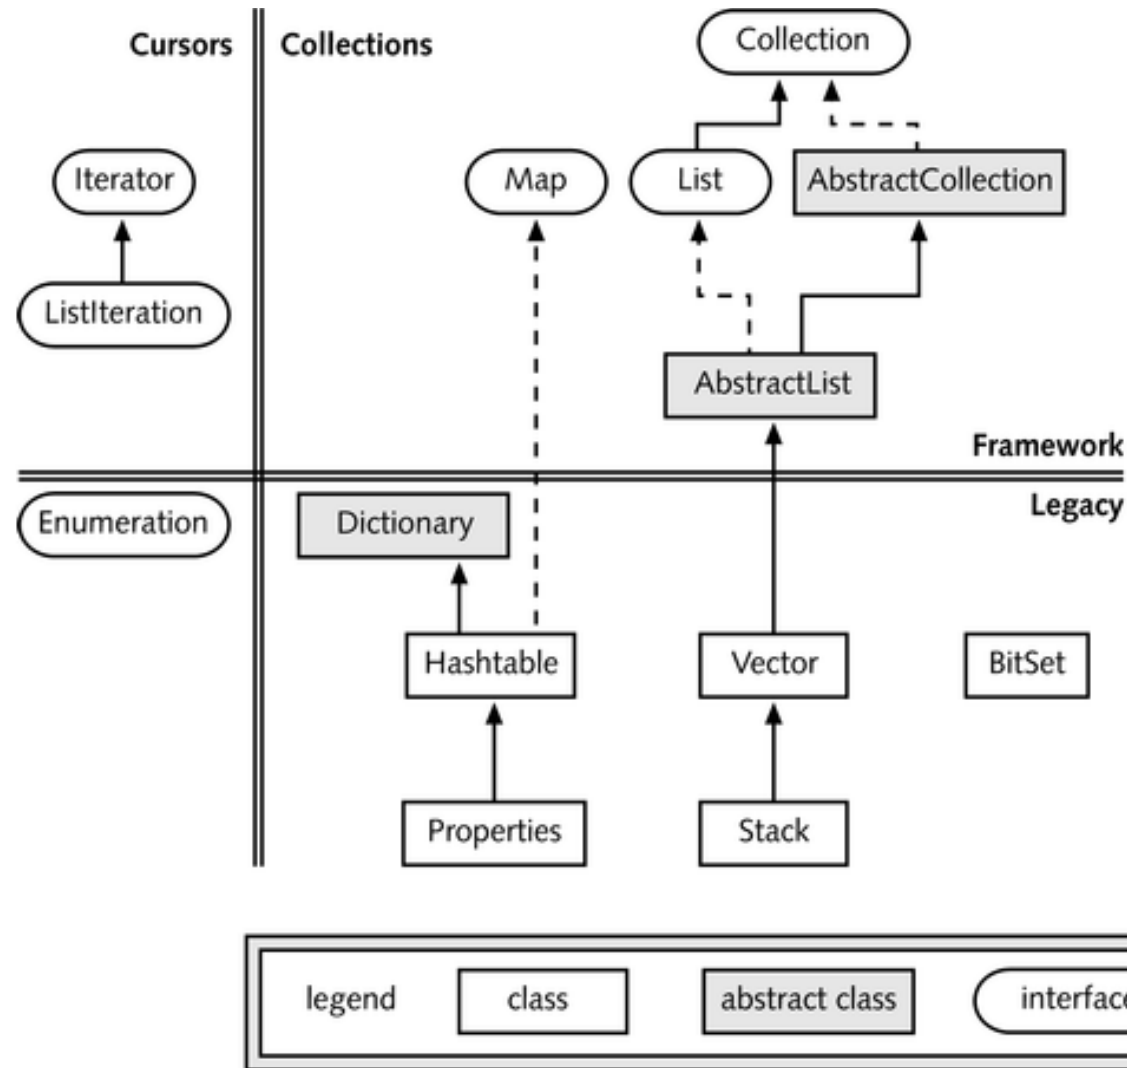 Cursors
Collections
Collection
Iterator
Map
List
AbstractCollection
ListIteration
AbstractList
Framework
Legacy
Enumeration
Dictionary
Hashtable
Vector
BitSet
Properties
Stack
legend
class
abstract class
interface